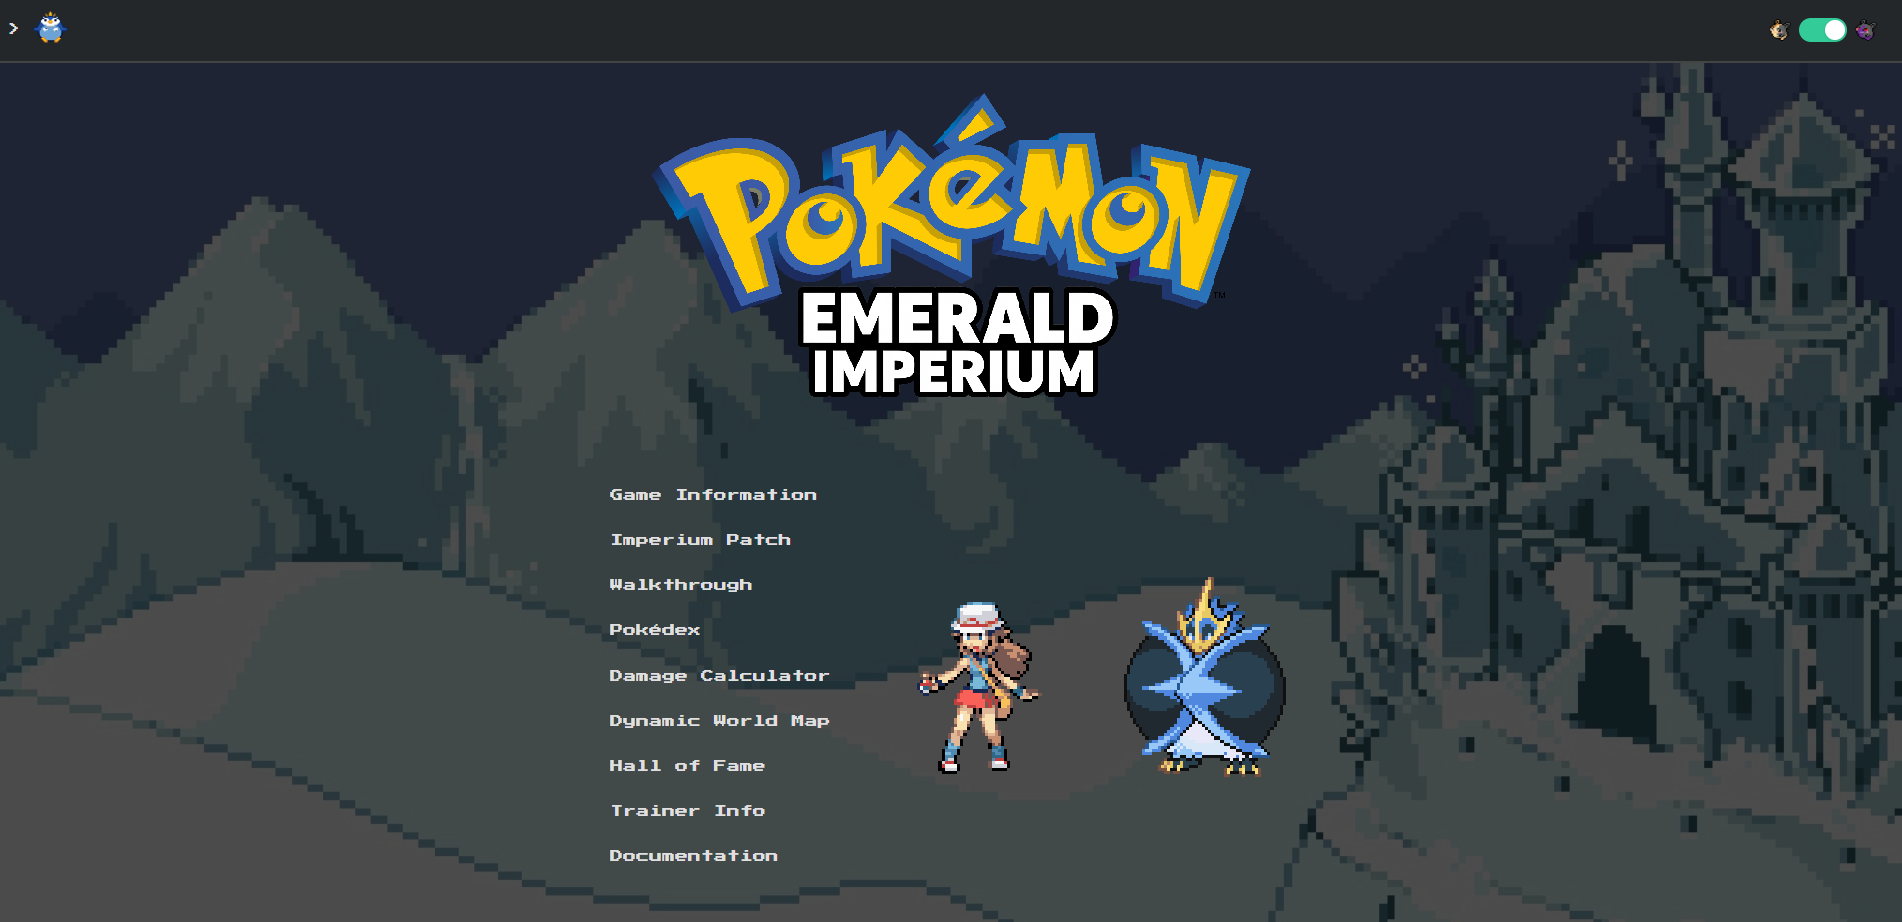 POKéMON
TM
EMERALD
IMPERIUM
Game Information
Imperium Patch
Walkthrough
Pokédex
Damage Calculator
Dynamic World Map
Hall of Fame
Trainer Info
Documentation